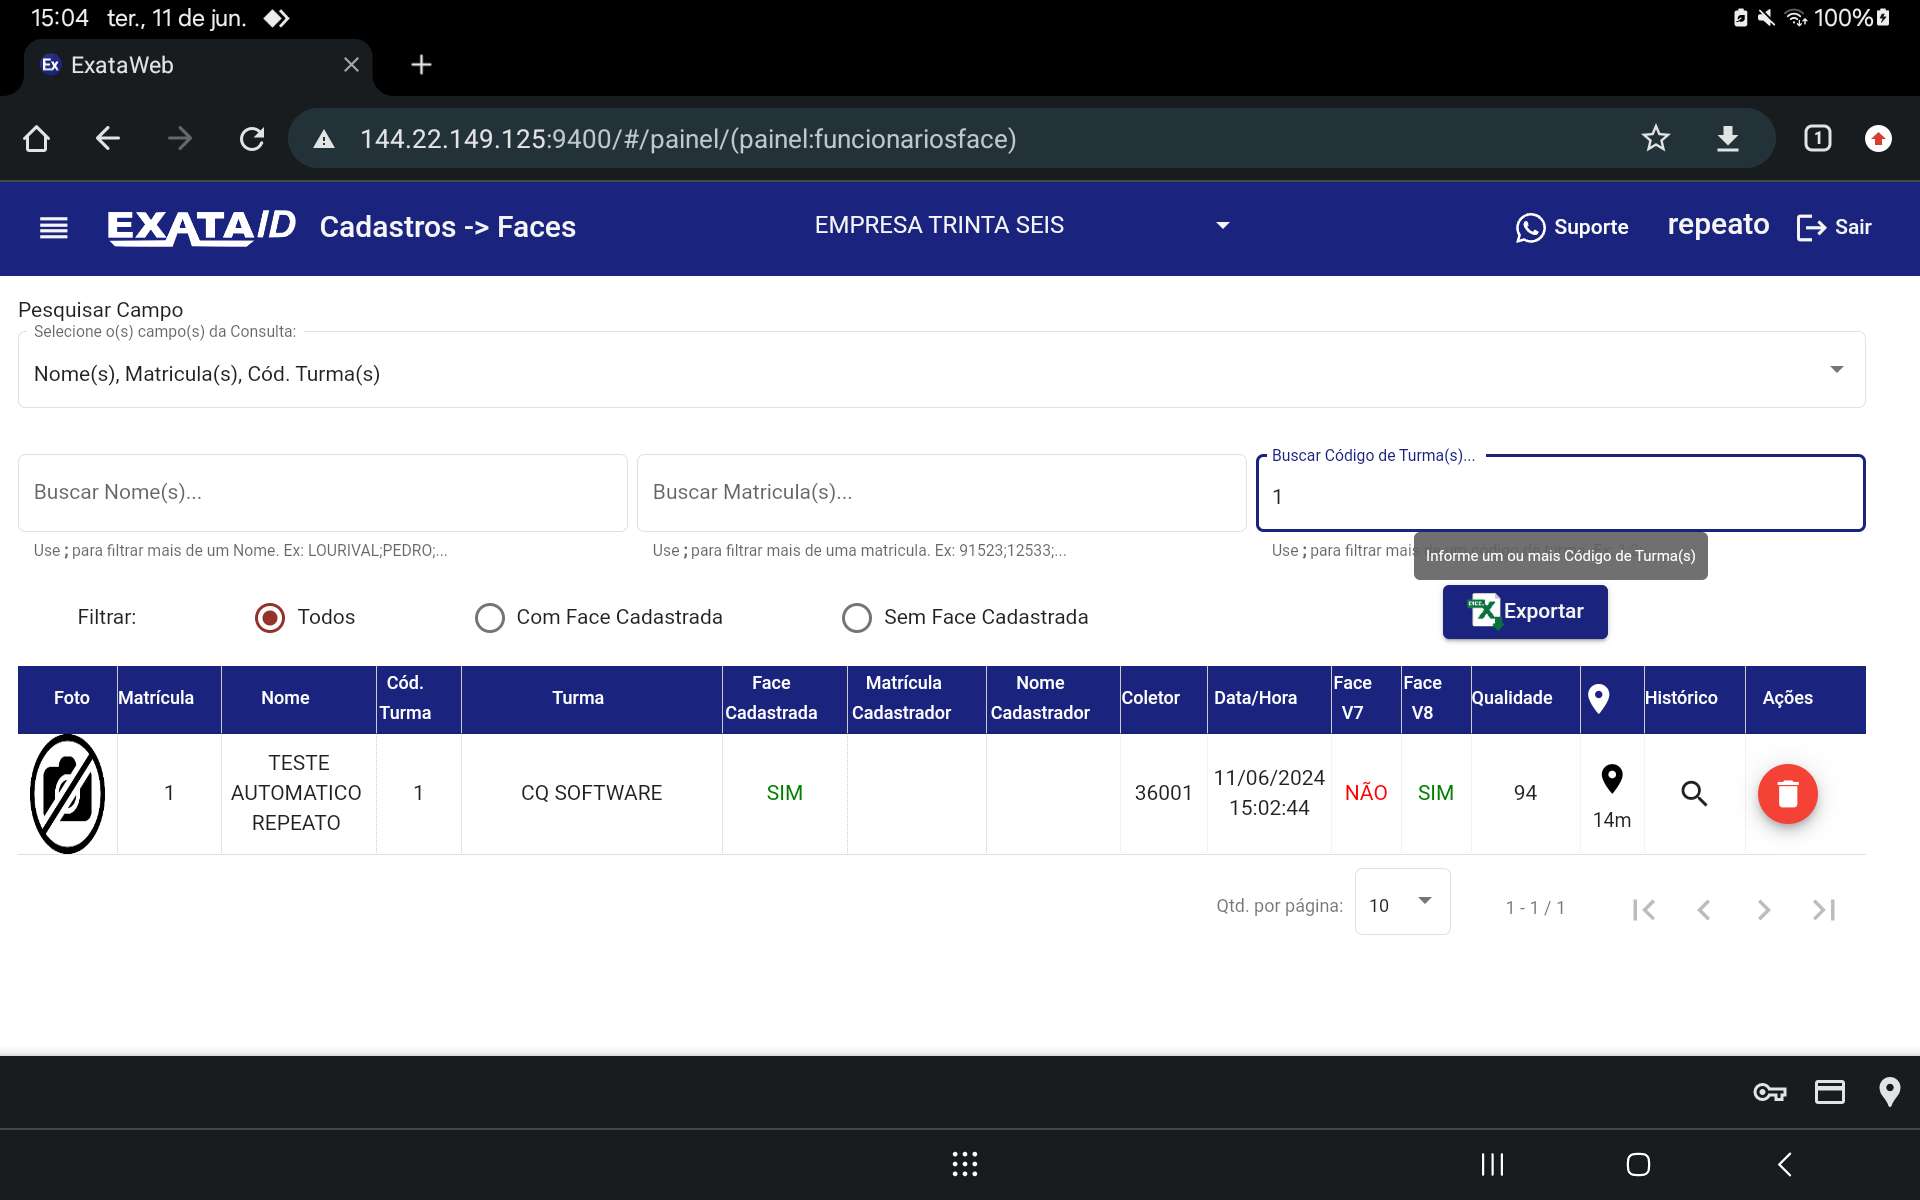 15:04 ter., 11 de jun. 100%
Ex ExataWeb
144.22.149.125:9400/#/painel/(painel:funcionariosface) 1
EXATA/D Cadastros -> Faces EMPRESA TRINTA SEIS Suporte repeato Sair
Pesquisar Campo
Selecione o(s) campo(s) da Consulta:
Nome(s), Matricula(s), Cód. Turma(s)
Buscar Código de Turma(s)...
Buscar Nome(s)... Buscar Matricula(s)... 1
Use ; para filtrar mais de um Nome. Ex: LOURIVAL;PEDRO;... Use ; para filtrar mais de uma matricula. Ex: 91523;12533;... Use ; para filtrar mais
Informe um ou mais Código de Turma(s)
Filtrar: Todos Com Face Cadastrada Sem Face Cadastrada Exportar
Foto Matrícula Nome Cód. Turma Turma Face Cadastrada Matrícula Cadastrador Nome Cadastrador Coletor Data/Hora Face V7 Face V8 Qualidade Histórico Ações
1 TESTE AUTOMATICO REPEATO 1 CQ SOFTWARE SIM 36001 11/06/2024 15:02:44 NÃO SIM 94 14m
Qtd. por página: 10 1 - 1 / 1